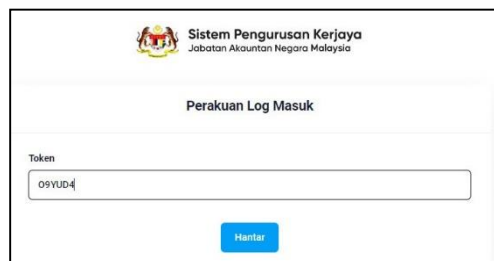 Sistem Pengurusan Kerjaya
Jabatan Akauntan Negara Malaysia
Perakuan Log Masuk
Token
O9YUD4
Hantar